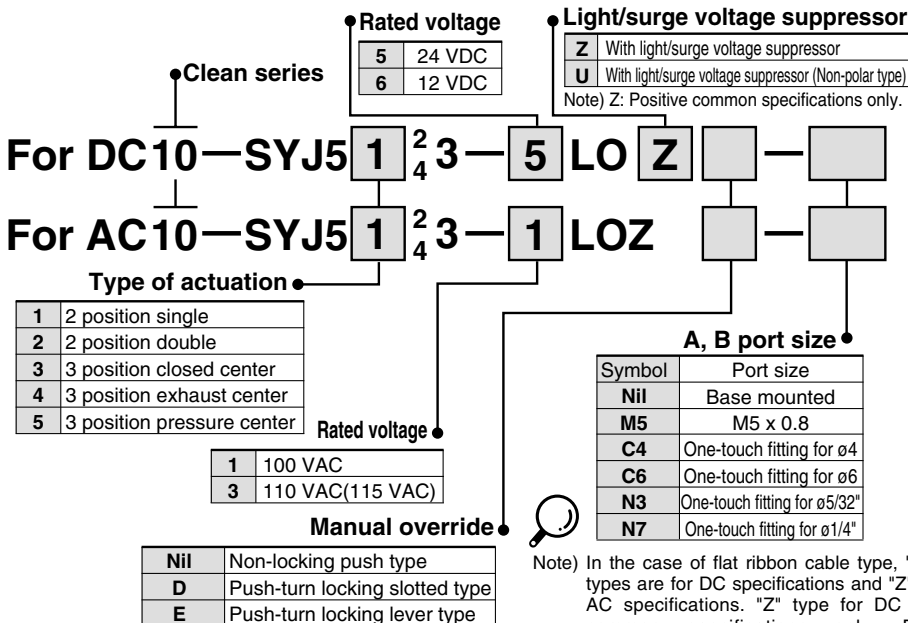 Rated voltage
5 24 VDC
6 12 VDC
Light/surge voltage suppressor
Z With light/surge voltage suppressor
U With light/surge voltage suppressor (Non-polar type)
Note) Z: Positive common specifications only.
Clean series
For DC 10 — SYJ5 1 2 4 3 — 5 LO Z —
For AC 10 — SYJ5 1 2 4 3 — 1 LOZ —
Type of actuation
1 2 position single
2 2 position double
3 3 position closed center
4 3 position exhaust center
5 3 position pressure center
Rated voltage
1 100 VAC
3 110 VAC(115 VAC)
Manual override
Nil Non-locking push type
D Push-turn locking slotted type
E Push-turn locking lever type
A, B port size
Symbol Port size
Nil Base mounted
M5 M5 x 0.8
C4 One-touch fitting for ø4
C6 One-touch fitting for ø6
N3 One-touch fitting for ø5/32"
N7 One-touch fitting for ø1/4"
Note) In the case of flat ribbon cable type, "
types are for DC specifications and "Z"
AC specifications. "Z" type for DC